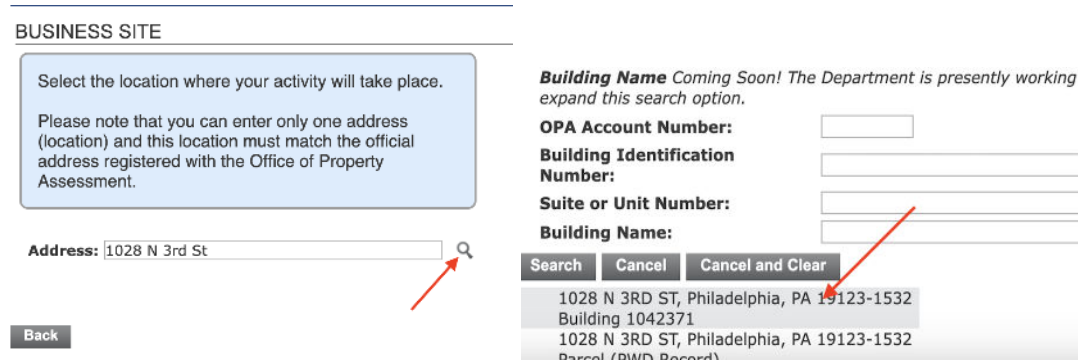 BUSINESS SITE
Select the location where your activity will take place.
Please note that you can enter only one address
(location) and this location must match the official
address registered with the Office of Property
Assessment.
Address: 1028 N 3rd St
Back
Building Name Coming Soon! The Department is presently working
expand this search option.
OPA Account Number:
Building Identification
Number:
Suite or Unit Number:
Building Name:
Search Cancel Cancel and Clear
1028 N 3RD ST, Philadelphia, PA 19123-1532
Building 1042371
1028 N 3RD ST, Philadelphia, PA 19123-1532
Parcel (PWD Record)